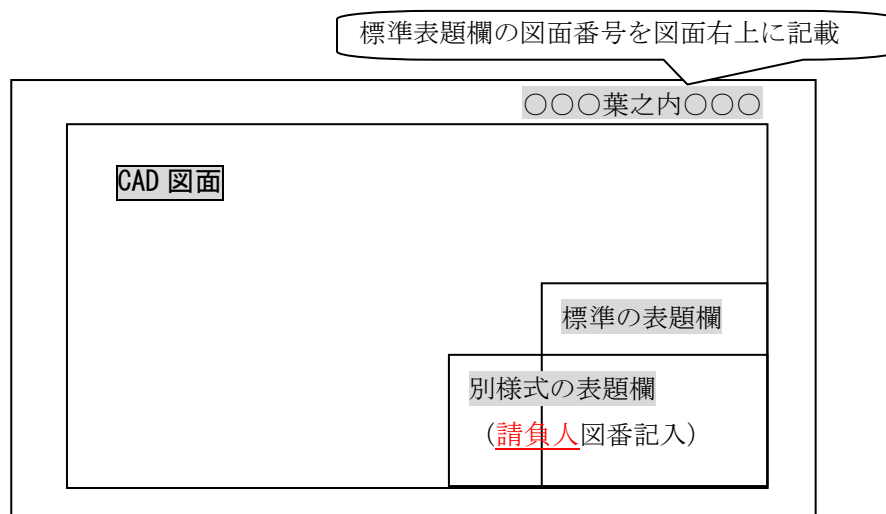 標準表題欄の図面番号を図面右上に記載
○○○葉之内○○○
CAD 図面
標準の表題欄
別様式の表題欄
（請負人図番記入）